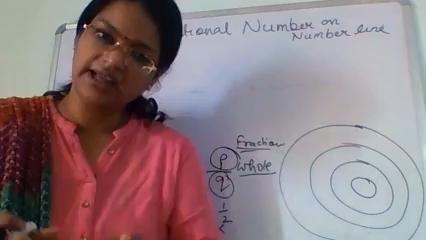 tional Number on
Number line
Fraction
p Whole
q
1
2